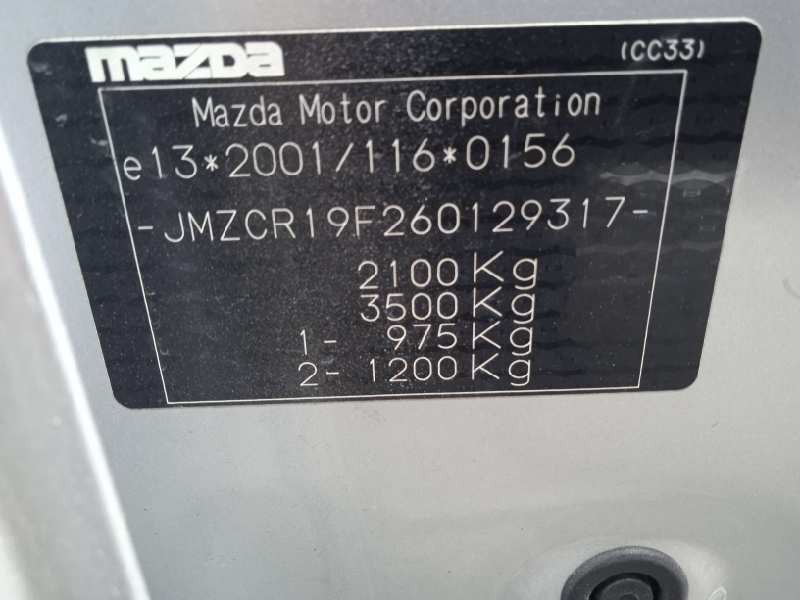 mazda
(CC33)
Mazda Motor Corporation
e13*2001/116*0156
-JMZCR19F260129317-
2100Kg
3500Kg
1- 975Kg
2- 1200Kg